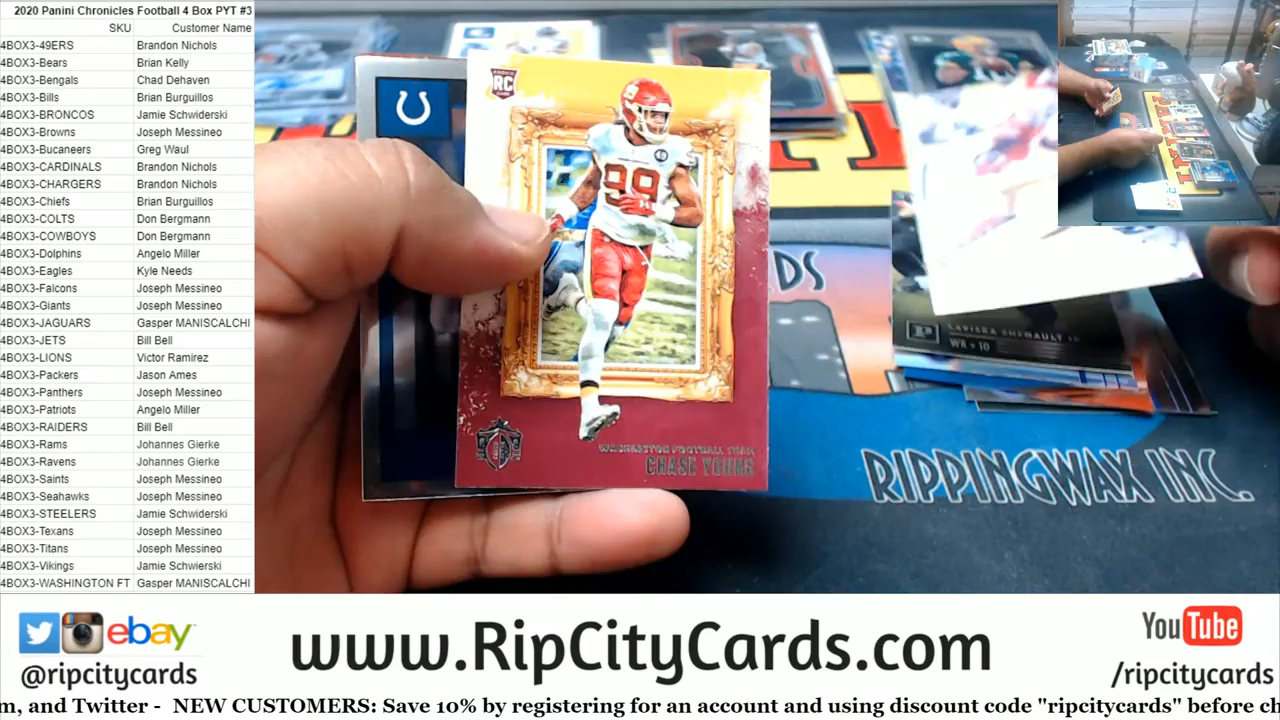 2020 Panini Chronicles Football 4 Box PYT #3
SKU Customer Name
4BOX3-49ERS Brandon Nichols
4BOX3-Bears Brian Kelly
4BOX3-Bengals Chad Dehaven
4BOX3-Bills Brian Burguillos
4BOX3-BRONCOS Jamie Schwiderski
4BOX3-Browns Joseph Messineo
4BOX3-Bucaneers Greg Waul
4BOX3-CARDINALS Brandon Nichols
4BOX3-CHARGERS Brandon Nichols
4BOX3-Chiefs Brian Burguillos
4BOX3-COLTS Don Bergmann
4BOX3-COWBOYS Don Bergmann
4BOX3-Dolphins Angelo Miller
4BOX3-Eagles Kyle Needs
4BOX3-Falcons Joseph Messineo
4BOX3-Giants Joseph Messineo
4BOX3-JAGUARS Gasper MANISCALCHI
4BOX3-JETS Bill Bell
4BOX3-LIONS Victor Ramirez
4BOX3-Packers Jason Ames
4BOX3-Panthers Joseph Messineo
4BOX3-Patriots Angelo Miller
4BOX3-RAIDERS Bill Bell
4BOX3-Rams Johannes Gierke
4BOX3-Ravens Johannes Gierke
4BOX3-Saints Joseph Messineo
4BOX3-Seahawks Joseph Messineo
4BOX3-STEELERS Jamie Schwiderski
4BOX3-Texans Joseph Messineo
4BOX3-Titans Joseph Messineo
4BOX3-Vikings Jamie Schwierski
4BOX3-WASHINGTON FT Gasper MANISCALCHI
RC
99
WASHINGTON FOOTBALL TEAM
CHASE YOUNG
DS
LAVISKA SHENAULT
WR • 10
RIPPINGWAX INC.
ebay
@ripcitycards
www.RipCityCards.com
YouTube
/ripcitycards
m, and Twitter - NEW CUSTOMERS: Save 10% by registering for an account and using discount code "ripcitycards" before ch